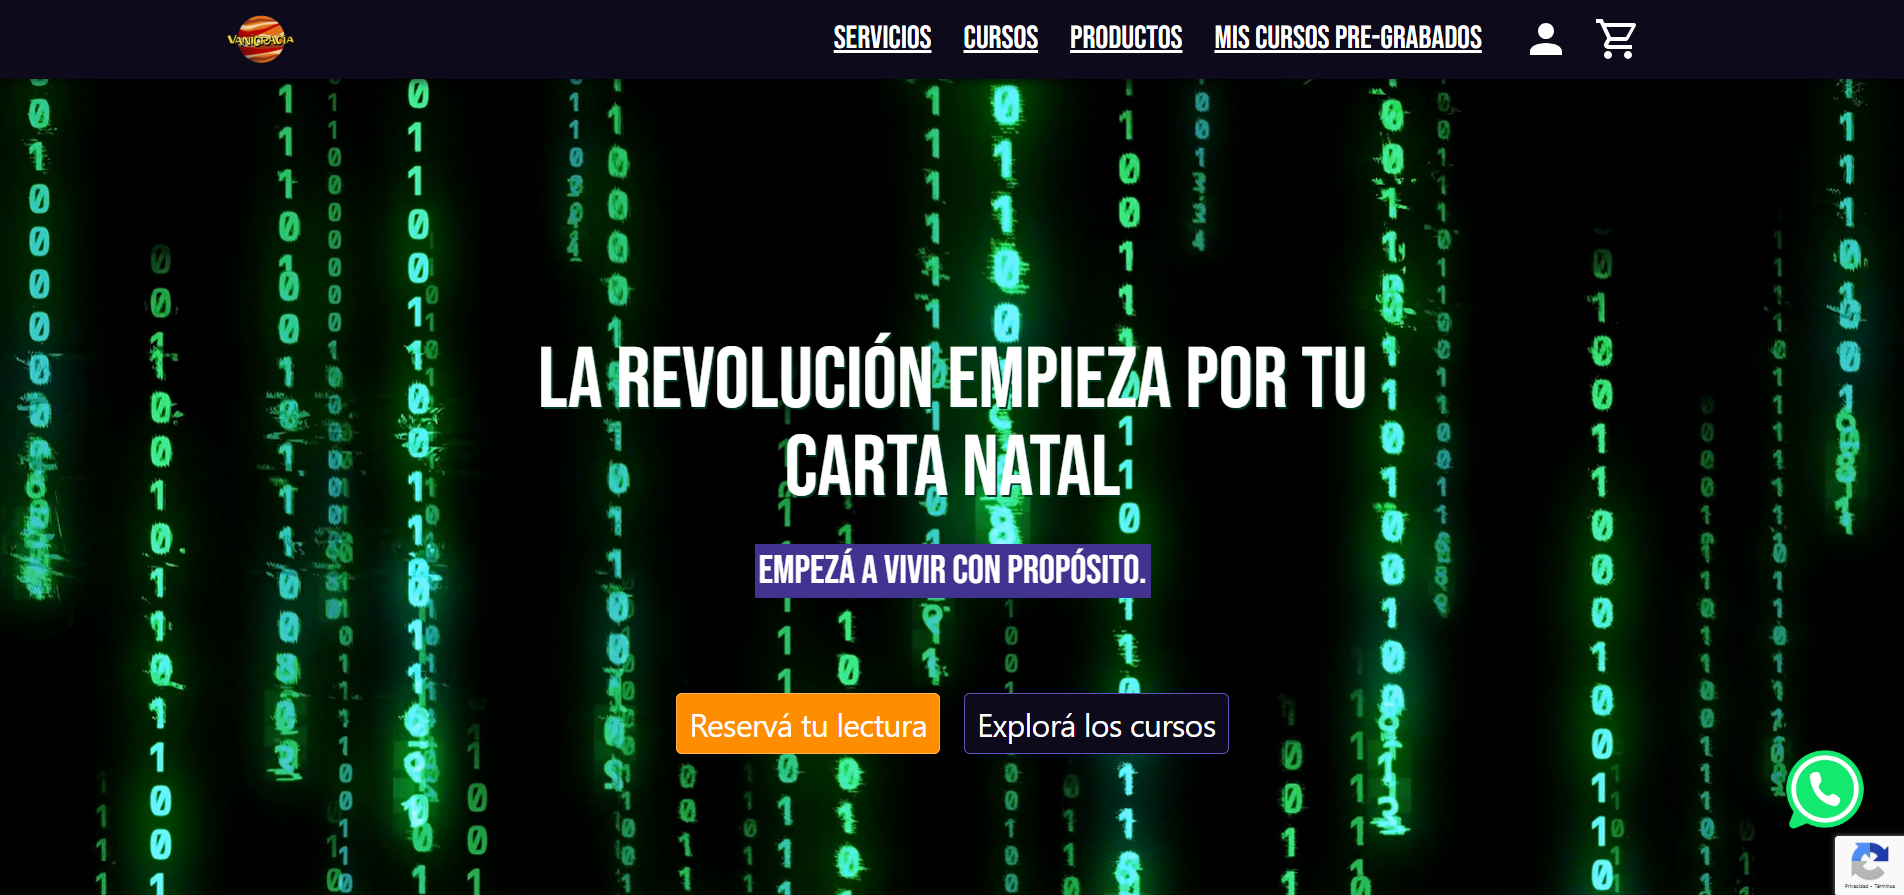 VANIGRACIA
SERVICIOS CURSOS PRODUCTOS MIS CURSOS PRE-GRABADOS
LA REVOLUCIÓN EMPIEZA POR TU
CARTA NATAL
EMPEZÁ A VIVIR CON PROPÓSITO.
Reservá tu lectura Explorá los cursos
Privacidad - Términos